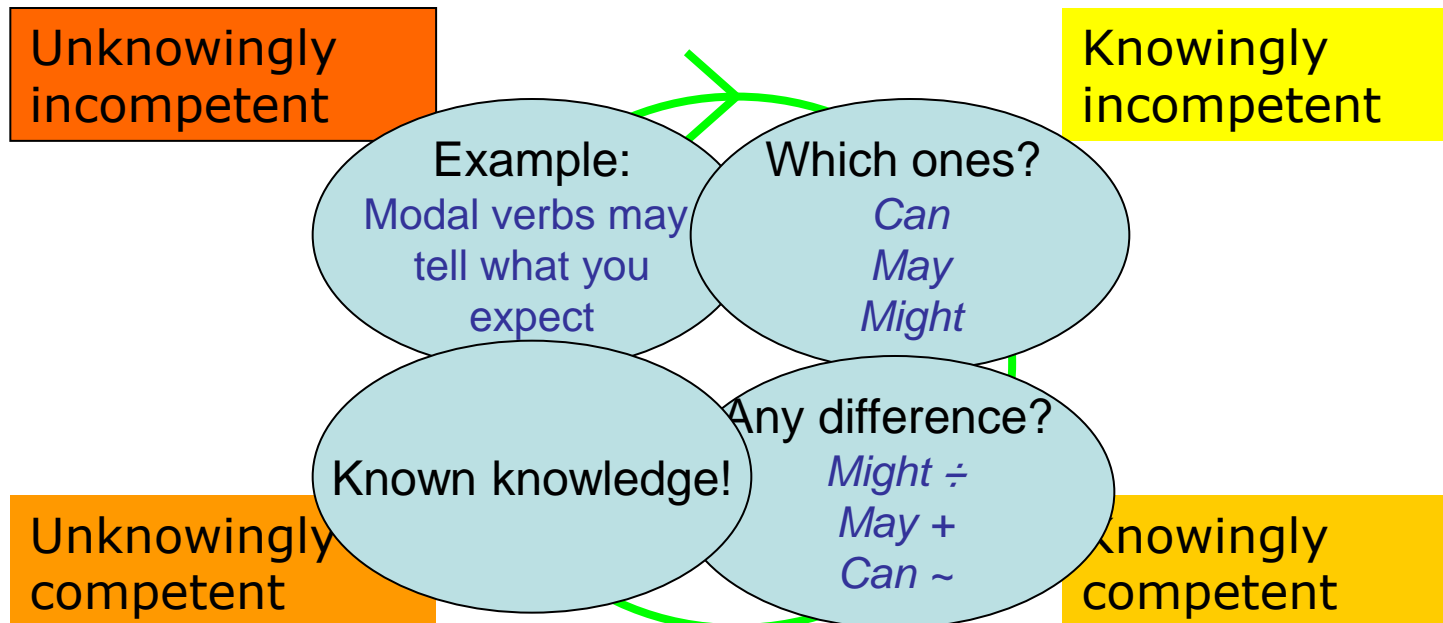 Unknowingly
incompetent
Knowingly
incompetent
Example:
Modal verbs may
tell what you
expect
Which ones?
Can
May
Might
Known knowledge!
Any difference?
Might ÷
May +
Can ~
Unknowingly
competent
Knowingly
competent